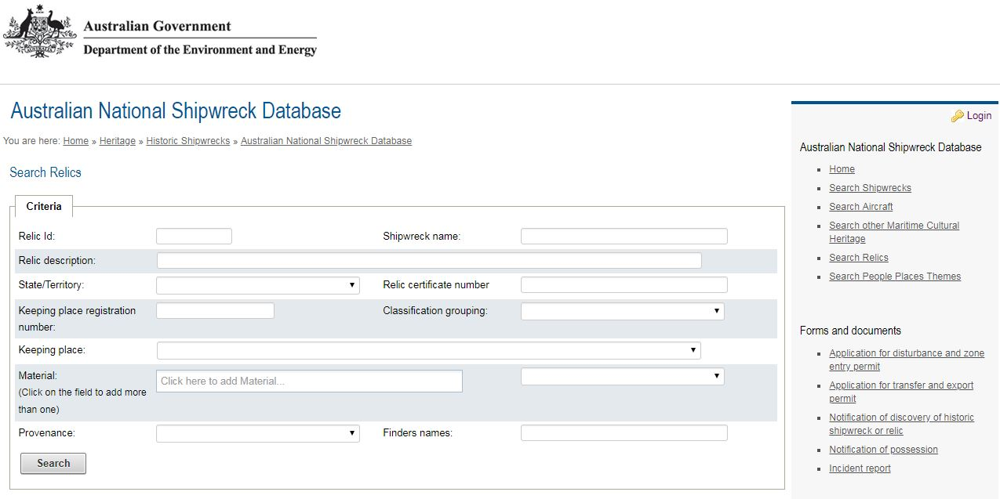 Australian Government
Department of the Environment and Energy
Australian National Shipwreck Database
You are here: Home » Heritage » Historic Shipwrecks » Australian National Shipwreck Database
Search Relics
Criteria
Relic Id:
Shipwreck name:
Relic description:
State/Territory:
Relic certificate number
Keeping place registration
number:
Classification grouping:
Keeping place:
Material:
(Click on the field to add more
than one)
Click here to add Material...
Provenance:
Finders names:
Search
Login
Australian National Shipwreck Database
Home
Search Shipwrecks
Search Aircraft
Search other Maritime Cultural
Heritage
Search Relics
Search People Places Themes
Forms and documents
Application for disturbance and zone
entry permit
Application for transfer and export
permit
Notification of discovery of historic
shipwreck or relic
Notification of possession
Incident report